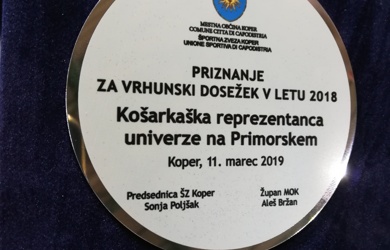 MESTNA OBČINA KOPER
COMUNE CITTÀ DI CAPODISTRIA
ŠPORTNA ZVEZA KOPER
UNIONE SPORTIVA DI CAPODISTRIA
PRIZNANJE
ZA VRHUNSKI DOSEŽEK V LETU 2018
Košarkaška reprezentanca
univerze na Primorskem
Koper, 11. marec 2019
Predsednica ŠZ Koper Župan MOK
Sonja Poljšak Aleš Bržan